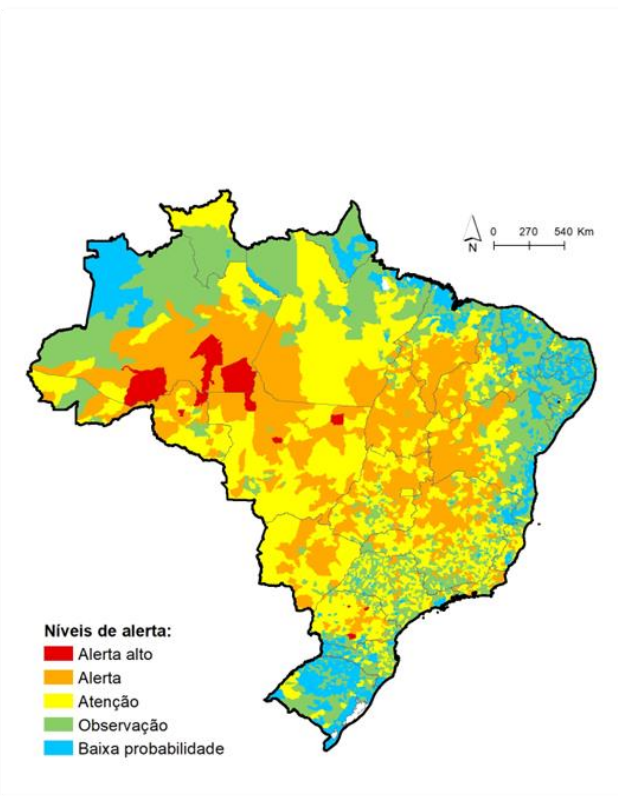 0 270 540 Km
N
Níveis de alerta:
Alerta alto
Alerta
Atenção
Observação
Baixa probabilidade